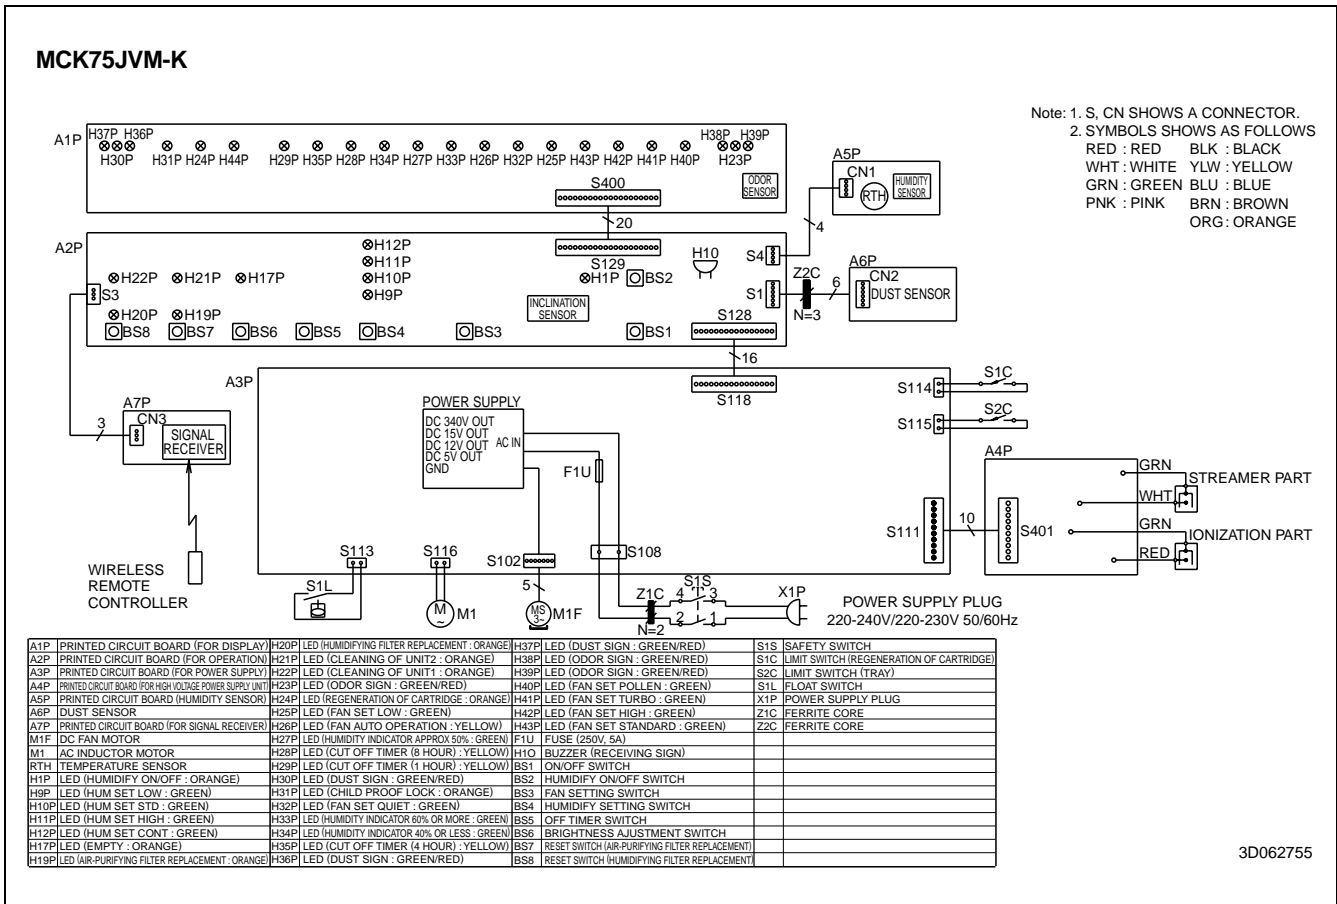 MCK75JVM-K
Note: 1. S, CN SHOWS A CONNECTOR.
2. SYMBOLS SHOWS AS FOLLOWS
RED : RED BLK : BLACK
WHT : WHITE YLW : YELLOW
GRN : GREEN BLU : BLUE
PNK : PINK BRN : BROWN
ORG : ORANGE
A1P
H37P H36P
H38P H39P
H30P H31P H24P H44P H29P H35P H28P H34P H27P H33P H26P H32P H25P H43P H42P H41P H40P H23P
ODOR
SENSOR
S400
20
A5P
CN1
RTH
HUMIDITY
SENSOR
4
A2P
S129
H12P
H11P
H10P
H9P
H22P H21P H17P
H1P BS2
H10
S4
S3
H20P H19P
INCLINATION
SENSOR
S1
Z2C
N=3
6
A6P
CN2
DUST SENSOR
BS8 BS7 BS6 BS5 BS4 BS3 BS1
S128
16
A3P
S118
S114
S1C
S115
S2C
A7P
CN3
3
SIGNAL
RECEIVER
WIRELESS
REMOTE
CONTROLLER
POWER SUPPLY
DC 340V OUT
DC 15V OUT
DC 12V OUT
DC 5V OUT
GND
AC IN
F1U
A4P
GRN
STREAMER PART
WHT
S111
10
S401
GRN
IONIZATION PART
RED
S113
S116
S102
S108
S1L
M
~
M1
5
MS
3~
M1F
Z1C
N=2
S1S
4 3
2 1
X1P
POWER SUPPLY PLUG
220-240V/220-230V 50/60Hz
A1P PRINTED CIRCUIT BOARD (FOR DISPLAY) H20P LED (HUMIDIFYING FILTER REPLACEMENT : ORANGE) H37P LED (DUST SIGN : GREEN/RED) S1S SAFETY SWITCH
A2P PRINTED CIRCUIT BOARD (FOR OPERATION) H21P LED (CLEANING OF UNIT2 : ORANGE) H38P LED (ODOR SIGN : GREEN/RED) S1C LIMIT SWITCH (REGENERATION OF CARTRIDGE)
A3P PRINTED CIRCUIT BOARD (FOR POWER SUPPLY) H22P LED (CLEANING OF UNIT1 : ORANGE) H39P LED (ODOR SIGN : GREEN/RED) S2C LIMIT SWITCH (TRAY)
A4P PRINTED CIRCUIT BOARD (FOR HIGH VOLTAGE POWER SUPPLY UNIT) H23P LED (ODOR SIGN : GREEN/RED) H40P LED (FAN SET POLLEN : GREEN) S1L FLOAT SWITCH
A5P PRINTED CIRCUIT BOARD (HUMIDITY SENSOR) H24P LED (REGENERATION OF CARTRIDGE : ORANGE) H41P LED (FAN SET TURBO : GREEN) X1P POWER SUPPLY PLUG
A6P DUST SENSOR H25P LED (FAN SET LOW : GREEN) H42P LED (FAN SET HIGH : GREEN) Z1C FERRITE CORE
A7P PRINTED CIRCUIT BOARD (FOR SIGNAL RECEIVER) H26P LED (FAN AUTO OPERATION : YELLOW) H43P LED (FAN SET STANDARD : GREEN) Z2C FERRITE CORE
M1F DC FAN MOTOR H27P LED (HUMIDITY INDICATOR APPROX 50% : GREEN) F1U FUSE (250V, 5A)
M1 AC INDUCTOR MOTOR H28P LED (CUT OFF TIMER (8 HOUR) : YELLOW) H1O BUZZER (RECEIVING SIGN)
RTH TEMPERATURE SENSOR H29P LED (CUT OFF TIMER (1 HOUR) : YELLOW) BS1 ON/OFF SWITCH
H1P LED (HUMIDIFY ON/OFF : ORANGE) H30P LED (DUST SIGN : GREEN/RED) BS2 HUMIDIFY ON/OFF SWITCH
H9P LED (HUM SET LOW : GREEN) H31P LED (CHILD PROOF LOCK : ORANGE) BS3 FAN SETTING SWITCH
H10P LED (HUM SET STD : GREEN) H32P LED (FAN SET QUIET : GREEN) BS4 HUMIDIFY SETTING SWITCH
H11P LED (HUM SET HIGH : GREEN) H33P LED (HUMIDITY INDICATOR 60% OR MORE : GREEN) BS5 OFF TIMER SWITCH
H12P LED (HUM SET CONT : GREEN) H34P LED (HUMIDITY INDICATOR 40% OR LESS : GREEN) BS6 BRIGHTNESS AJUSTMENT SWITCH
H17P LED (EMPTY : ORANGE) H35P LED (CUT OFF TIMER (4 HOUR) : YELLOW) BS7 RESET SWITCH (AIR-PURIFYING FILTER REPLACEMENT)
H19P LED (AIR-PURIFYING FILTER REPLACEMENT : ORANGE) H36P LED (DUST SIGN : GREEN/RED) BS8 RESET SWITCH (HUMIDIFYING FILTER REPLACEMENT)
3D062755